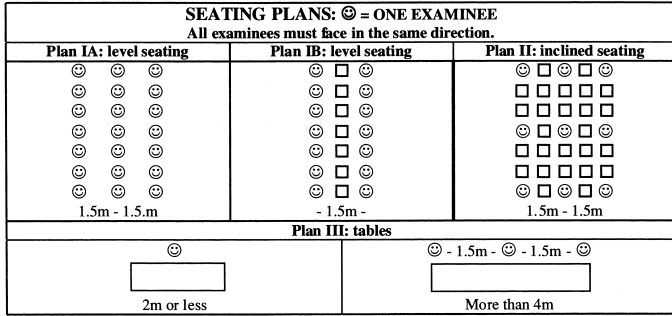 SEATING PLANS: ☺ = ONE EXAMINEE
All examinees must face in the same direction.
Plan IA: level seating
1.5m - 1.5.m
Plan IB: level seating
- 1.5m -
Plan II: inclined seating
1.5m - 1.5m
Plan III: tables
2m or less
☺ - 1.5m - ☺ - 1.5m - ☺
More than 4m